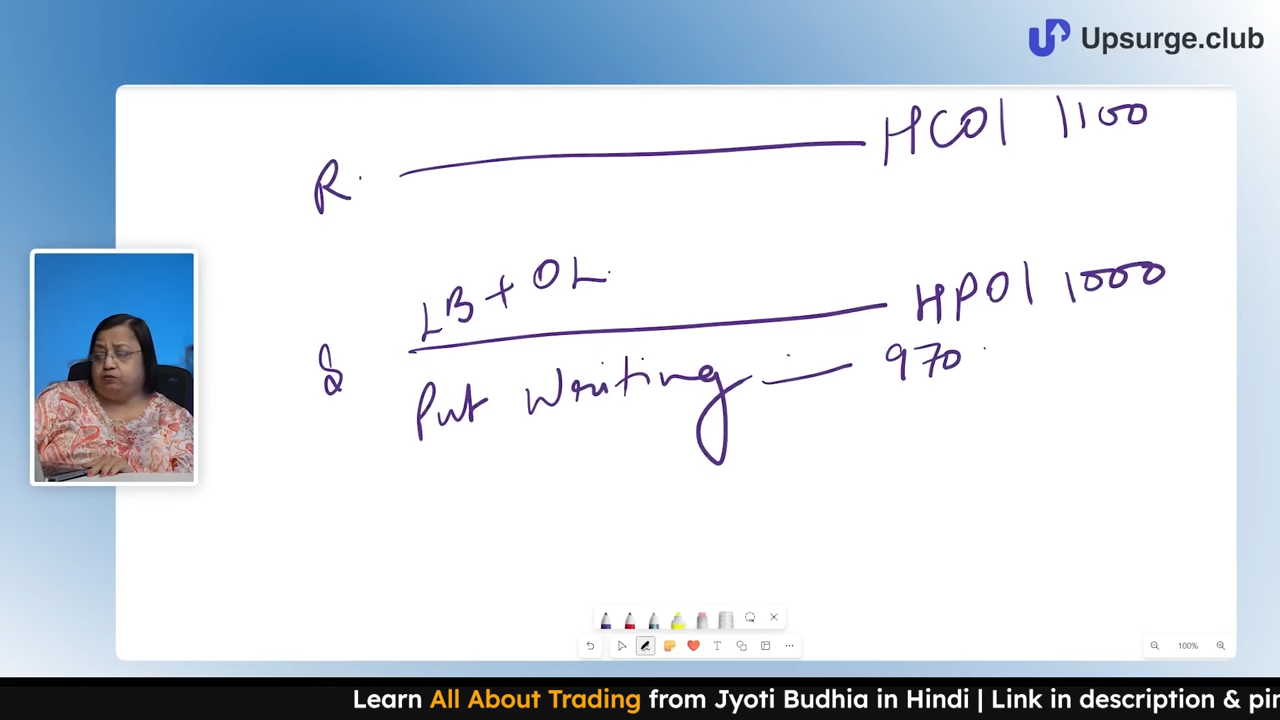 Upsurge.club
R. HCOI 1100
LB + OL
S HPOI 1000
Put Writing 970
100%
Learn All About Trading from Jyoti Budhia in Hindi | Link in description & pin